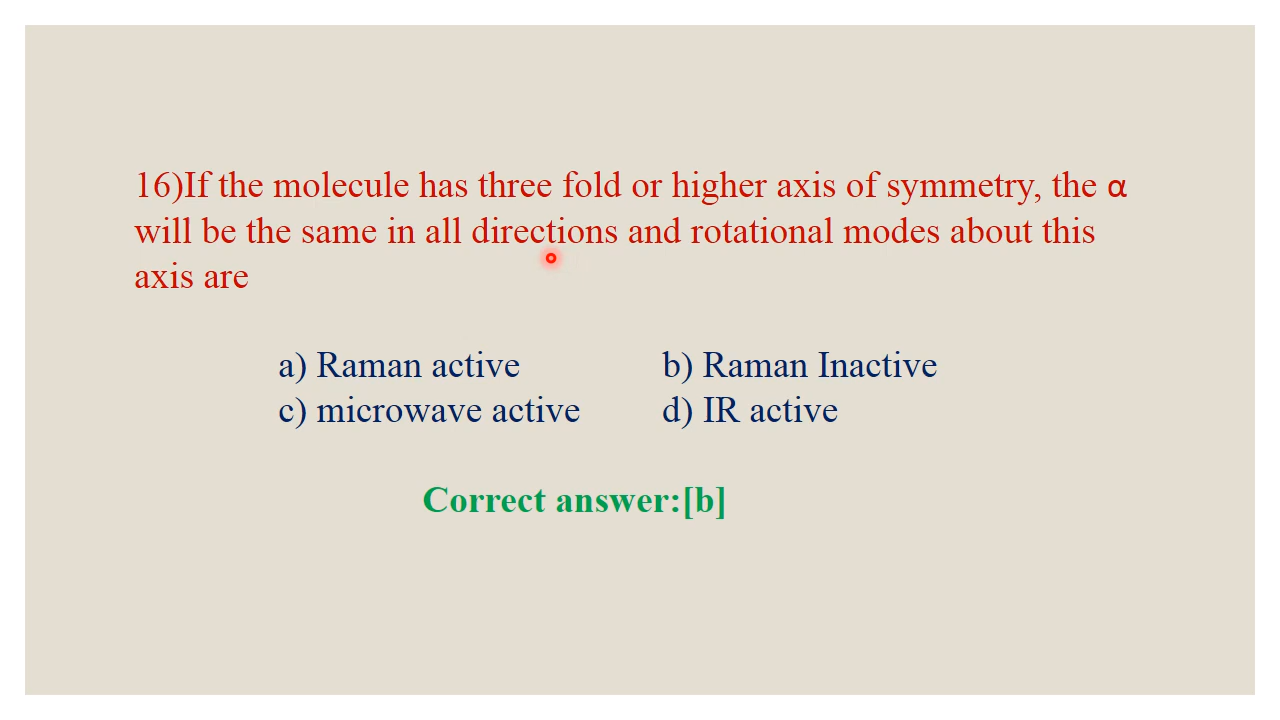 16)If the molecule has three fold or higher axis of symmetry, the α
will be the same in all directions and rotational modes about this
axis are
a) Raman active b) Raman Inactive
c) microwave active d) IR active
Correct answer:[b]